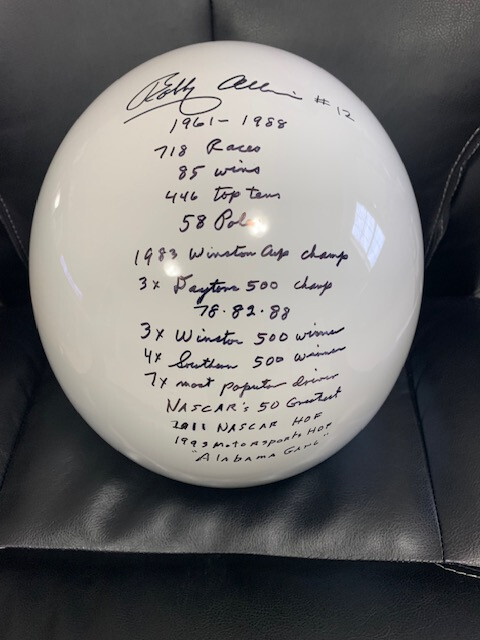 Bobby Allison #12
1961-1988
718 Races
85 wins
446 top tens
58 Poles
1983 Winston Cup champ
3x Daytona 500 champ
78·82·88
3x Winston 500 winner
4x Southern 500 winner
7x most popular driver
NASCAR's 50 Greatest
2011 NASCAR HOF
1993 Motorsports HOF
"Alabama Gang"